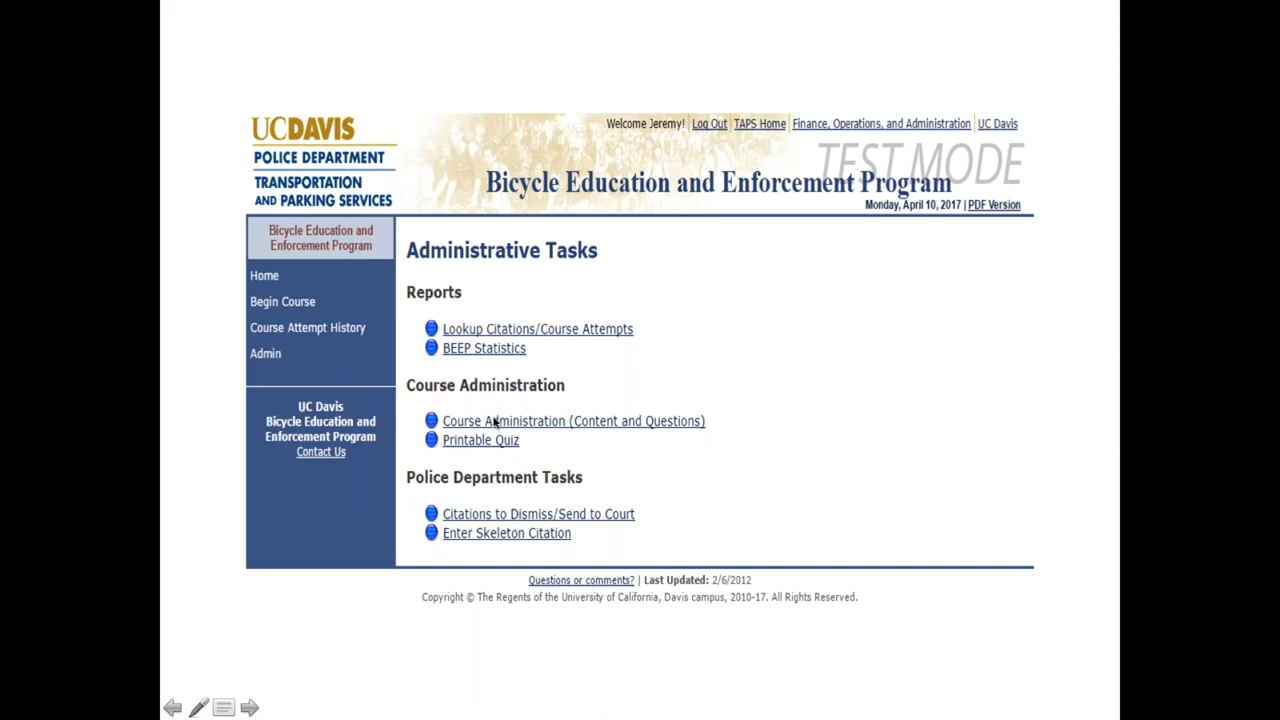 UCDAVIS
POLICE DEPARTMENT
TRANSPORTATION
AND PARKING SERVICES
Welcome Jeremy! | Log Out | TAPS Home | Finance, Operations, and Administration | UC Davis
TEST MODE
Bicycle Education and Enforcement Program
Monday, April 10, 2017 | PDF Version
Bicycle Education and
Enforcement Program
Home
Begin Course
Course Attempt History
Admin
UC Davis
Bicycle Education and
Enforcement Program
Contact Us
Administrative Tasks
Reports
Lookup Citations/Course Attempts
BEEP Statistics
Course Administration
Course Administration (Content and Questions)
Printable Quiz
Police Department Tasks
Citations to Dismiss/Send to Court
Enter Skeleton Citation
Questions or comments? | Last Updated: 2/6/2012
Copyright © The Regents of the University of California, Davis campus, 2010-17. All Rights Reserved.